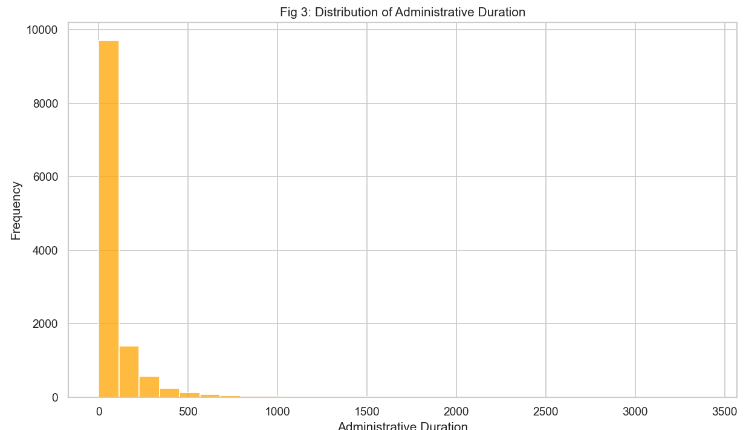 Fig 3: Distribution of Administrative Duration
10000
8000
6000
4000
2000
0
Frequency
0 500 1000 1500 2000 2500 3000 3500
Administrative Duration